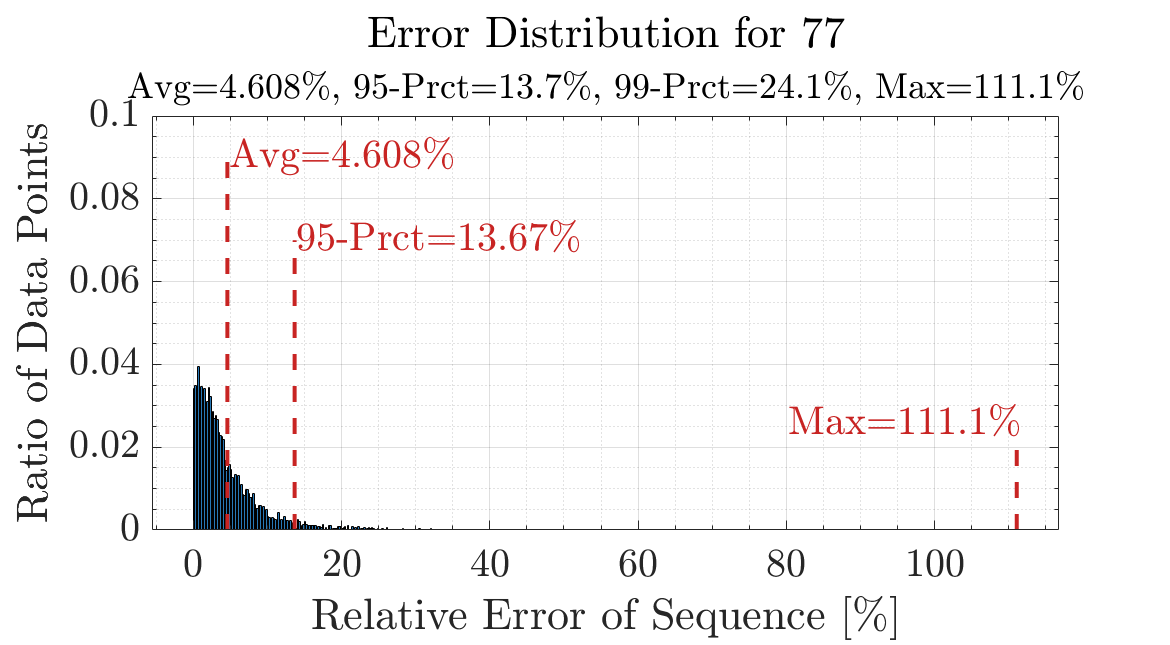 Error Distribution for 77
Avg=4.608%, 95-Prct=13.7%, 99-Prct=24.1%, Max=111.1%
0.1
0.08
0.06
0.04
0.02
0
Ratio of Data Points
Avg=4.608%
95-Prct=13.67%
Max=111.1%
0 20 40 60 80 100
Relative Error of Sequence [%]